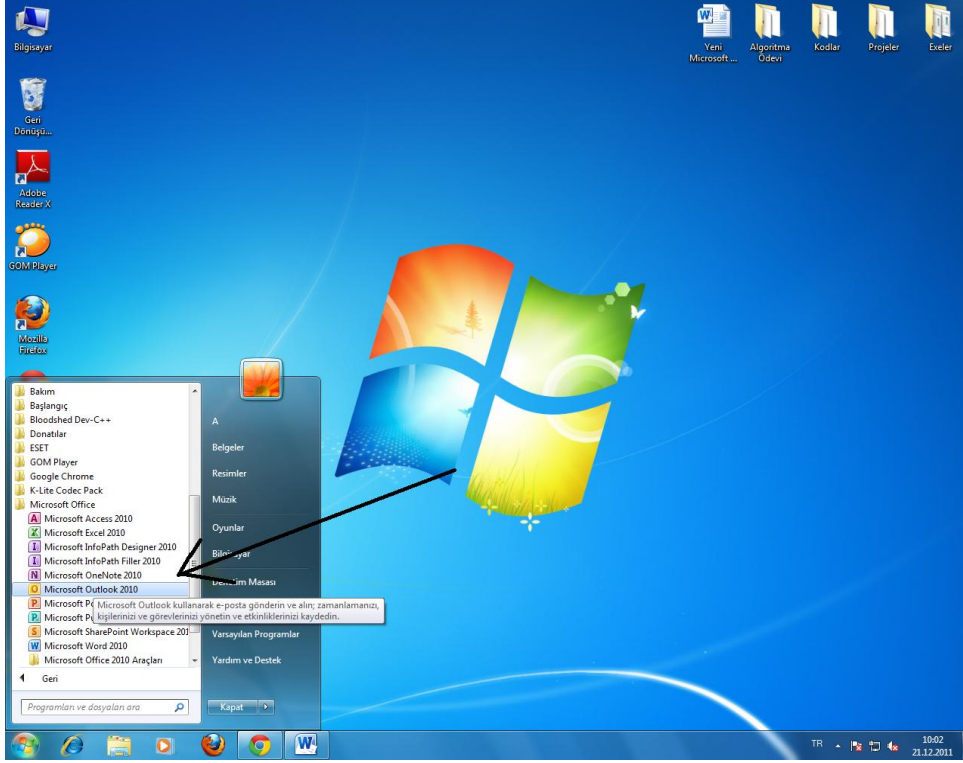 Bilgisayar
Geri
Dönüşü...
Adobe
Reader X
GOM Player
Mozilla
Firefox
Yeni
Microsoft ...
Algoritma
Ödevi
Kodlar
Projeler
Exeler
Bakım
Başlangıç
Bloodshed Dev-C++
Donatılar
ESET
GOM Player
Google Chrome
K-Lite Codec Pack
Microsoft Office
Microsoft Access 2010
Microsoft Excel 2010
Microsoft InfoPath Designer 2010
Microsoft InfoPath Filler 2010
Microsoft OneNote 2010
Microsoft Outlook 2010
Microsoft
Microsoft Outlook kullanarak e-posta gönderin ve alın; zamanlamanızı,
kişilerinizi ve görevlerinizi yönetin ve etkinliklerinizi kaydedin.
Microsoft
Microsoft SharePoint Workspace 201
Microsoft Word 2010
Microsoft Office 2010 Araçları
Geri
Programları ve dosyaları ara
A
Belgeler
Resimler
Müzik
Oyunlar
Bilgisayar
Denetim Masası
Varsayılan Programlar
Yardım ve Destek
Kapat
TR
10:02
21.12.2011